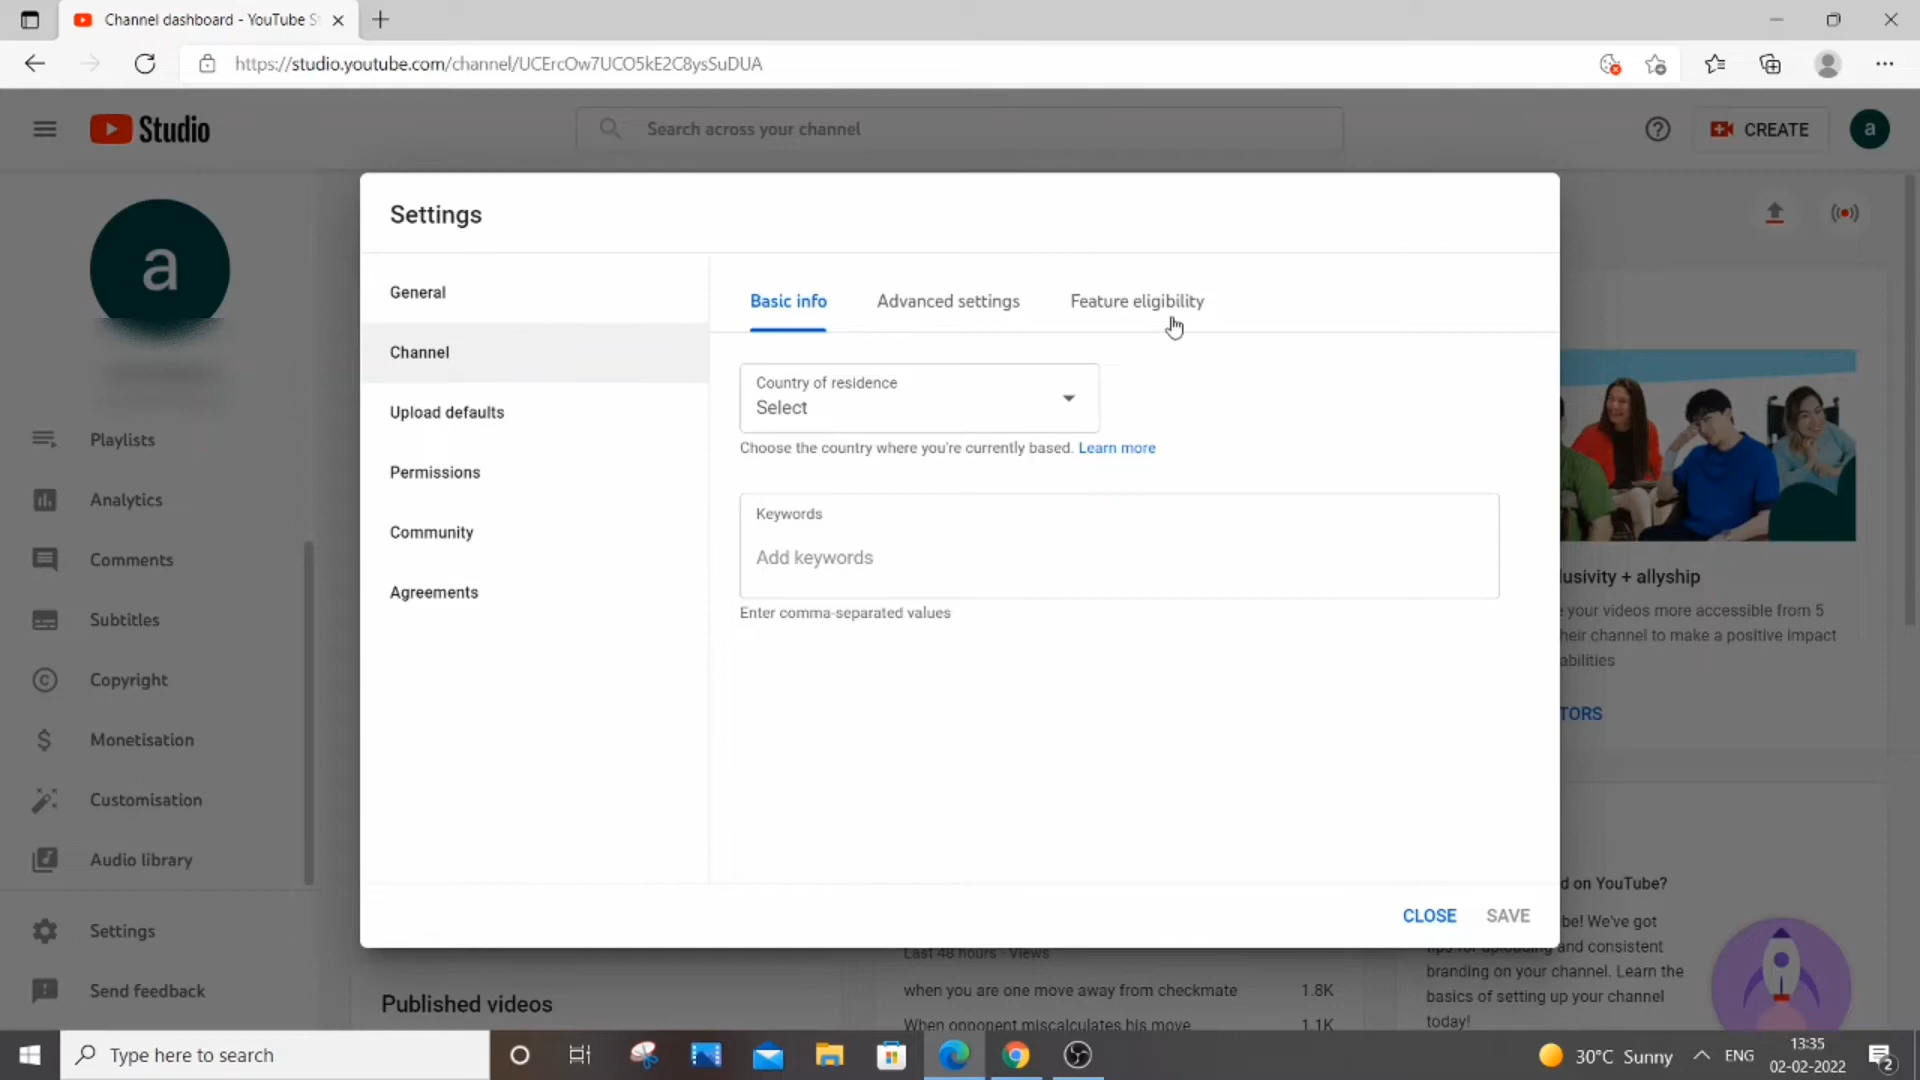 Channel dashboard - YouTube S
https://studio.youtube.com/channel/UCErcOw7UCO5kE2C8ysSuDUA
Studio
Search across your channel
CREATE
a
a
Settings
General
Channel
Upload defaults
Permissions
Community
Agreements
Basic info
Advanced settings
Feature eligibility
Country of residence
Select
Choose the country where you're currently based. Learn more
Keywords
Add keywords
Enter comma-separated values
CLOSE
SAVE
Playlists
Analytics
Comments
Subtitles
Copyright
Monetisation
Customisation
Audio library
Settings
Send feedback
lusivity + allyship
your videos more accessible from 5
heir channel to make a positive impact
abilities
TORS
d on YouTube?
be! We've got
tips for uploading and consistent
branding on your channel. Learn the
basics of setting up your channel
today!
Last 48 hours · Views
when you are one move away from checkmate 1.8K
When opponent miscalculates his move 1.1K
Published videos
Type here to search
30°C Sunny
ENG
13:35
02-02-2022
2